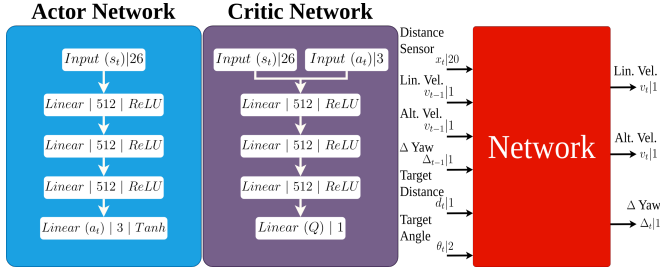 Actor Network
Input (s_t)|26
Linear | 512 | ReLU
Linear | 512 | ReLU
Linear | 512 | ReLU
Linear (a_t) | 3 | Tanh
Critic Network
Input (s_t)|26
Input (a_t)|3
Linear | 512 | ReLU
Linear | 512 | ReLU
Linear | 512 | ReLU
Linear (Q) | 1
Distance
Sensor
x_t|20
Lin. Vel.
v_{t−1}|1
Alt. Vel.
v_{t−1}|1
Δ Yaw
Δ_{t−1}|1
Target
Distance
d_t|1
Target
Angle
θ_t|2
Network
Lin. Vel.
v_t|1
Alt. Vel.
v_t|1
Δ Yaw
Δ_t|1